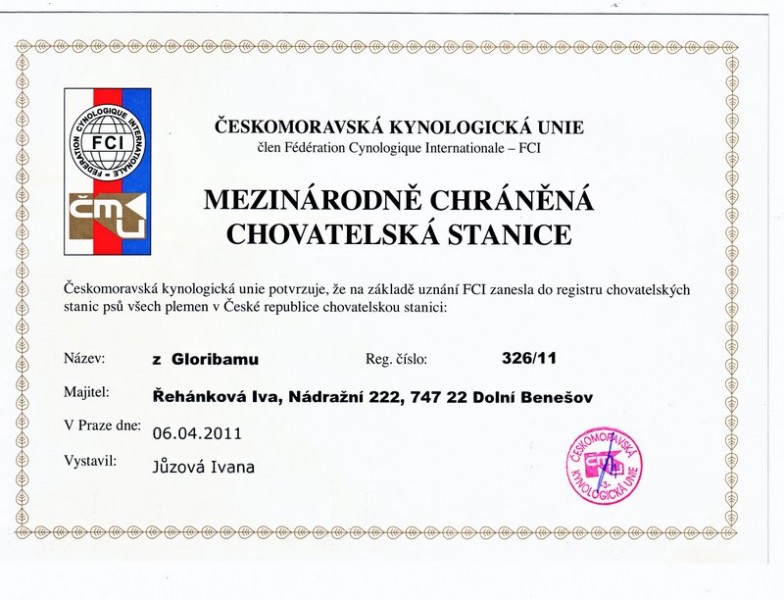 FEDERATION CYNOLOGIQUE INTERNATIONALE
FCI
čmku
ČESKOMORAVSKÁ KYNOLOGICKÁ UNIE
člen Fédération Cynologique Internationale – FCI
MEZINÁRODNĚ CHRÁNĚNÁ
CHOVATELSKÁ STANICE
Českomoravská kynologická unie potvrzuje, že na základě uznání FCI zanesla do registru chovatelských
stanic psů všech plemen v České republice chovatelskou stanici:
Název: z Gloribamu Reg. číslo: 326/11
Majitel: Řehánková Iva, Nádražní 222, 747 22 Dolní Benešov
V Praze dne: 06.04.2011
Vystavil: Jůzová Ivana
ČESKOMORAVSKÁ
KYNOLOGICKÁ UNIE
-3-